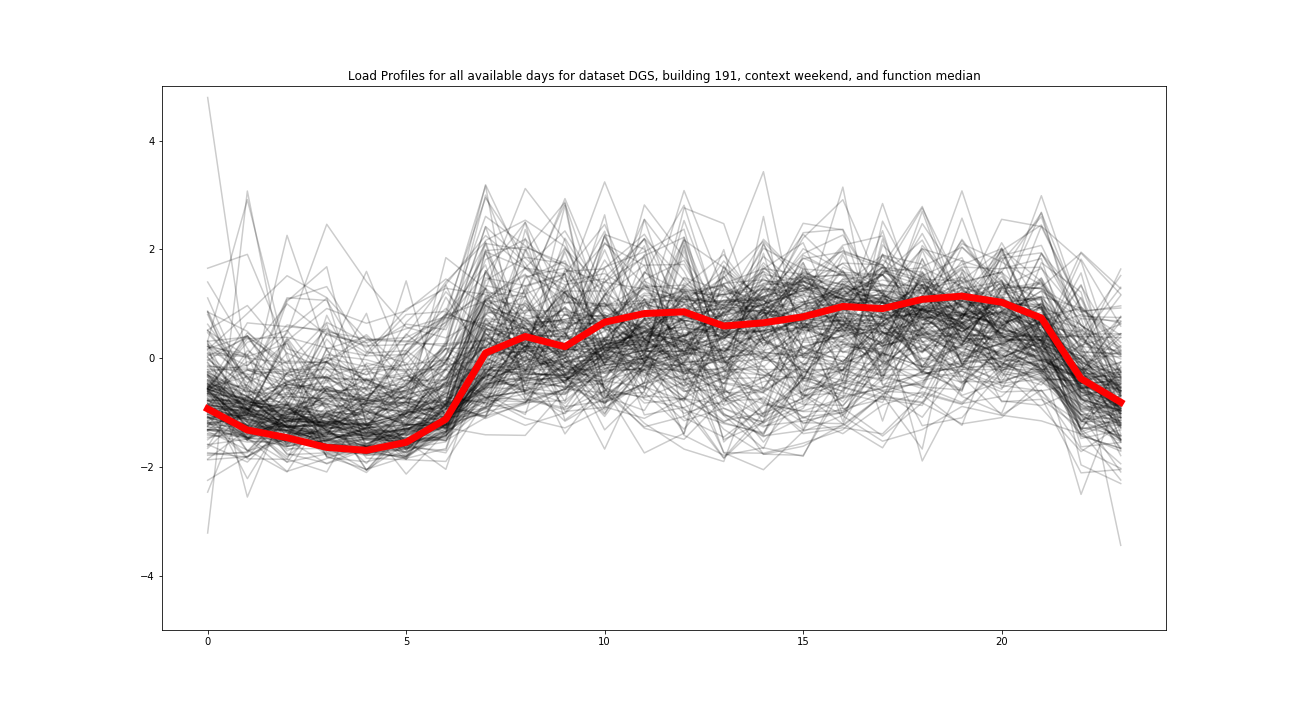 Load Profiles for all available days for dataset DGS, building 191, context weekend, and function median
4
2
0
−2
−4
0 5 10 15 20